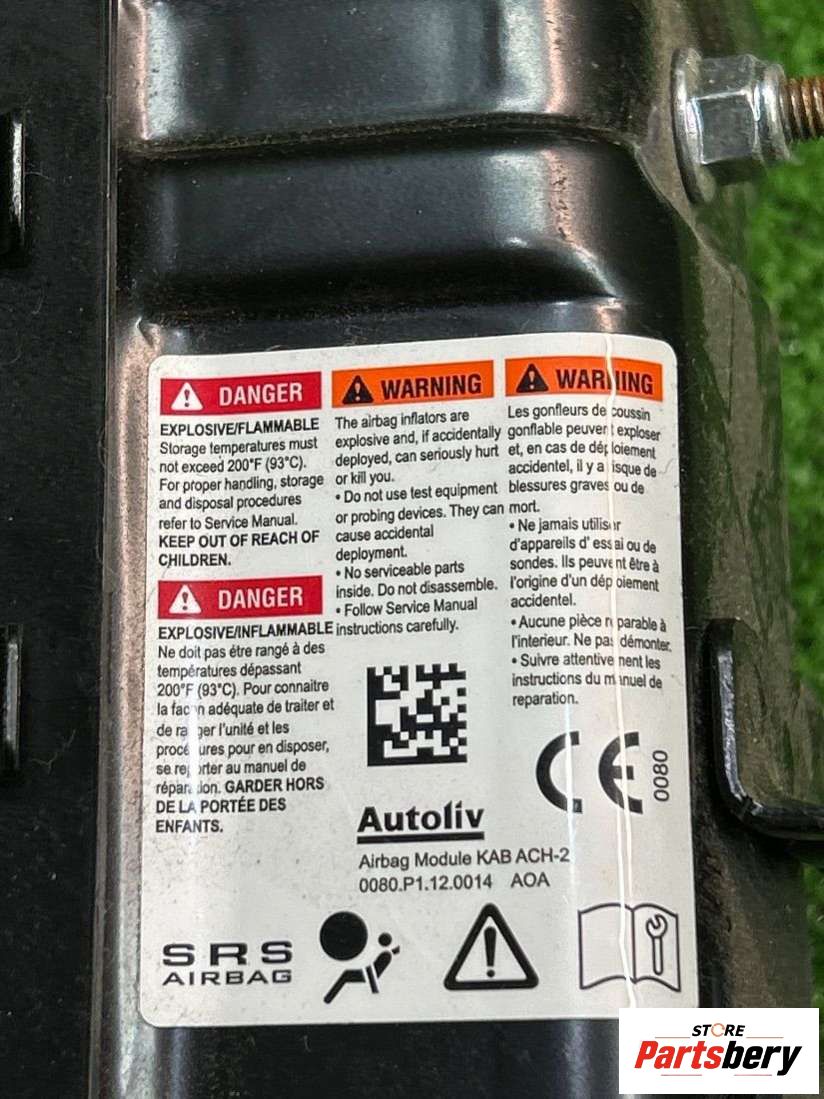 DANGER
EXPLOSIVE/FLAMMABLE
Storage temperatures must
not exceed 200°F (93°C).
For proper handling, storage
and disposal procedures
refer to Service Manual.
KEEP OUT OF REACH OF
CHILDREN.
DANGER
EXPLOSIVE/INFLAMMABLE
Ne doit pas étre rangé à des
températures dépassant
200°F (93°C). Pour connaitre
la façon adéquate de traiter et
de ranger l'unité et les
procédures pour en disposer,
se reporter au manuel de
réparation. GARDER HORS
DE LA PORTÉE DES
ENFANTS.
WARNING
The airbag inflators are
explosive and, if accidentally
deployed, can seriously hurt
or kill you.
• Do not use test equipment
or probing devices. They can
cause accidental
deployment.
• No serviceable parts
inside. Do not disassemble.
• Follow Service Manual
instructions carefully.
WARNING
Les gonfleurs de coussin
gonflable peuvent exploser
et, en cas de déploiement
accidentel, il y a risque de
blessures graves ou de
mort.
• Ne jamais utiliser
d'appareils d' essai ou de
sondes. Ils peuvent être à
l'origine d'un déploiement
accidentel.
• Aucune pièce réparable à
l'interieur. Ne pas démonter.
• Suivre attentivement les
instructions du manuel de
reparation.
CE
0080
Autoliv
Airbag Module KAB ACH-2
0080.P1.12.0014 AOA
SRS
AIRBAG
STORE
Partsbery